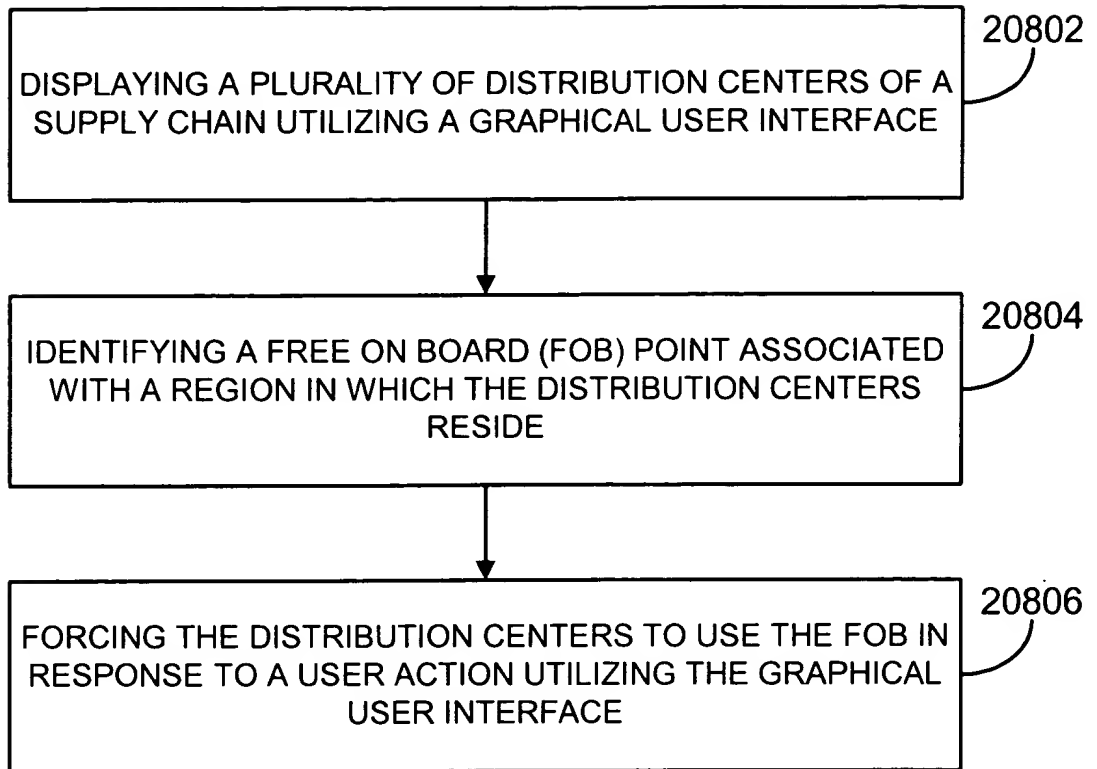 20802
DISPLAYING A PLURALITY OF DISTRIBUTION CENTERS OF A
SUPPLY CHAIN UTILIZING A GRAPHICAL USER INTERFACE
20804
IDENTIFYING A FREE ON BOARD (FOB) POINT ASSOCIATED
WITH A REGION IN WHICH THE DISTRIBUTION CENTERS
RESIDE
20806
FORCING THE DISTRIBUTION CENTERS TO USE THE FOB IN
RESPONSE TO A USER ACTION UTILIZING THE GRAPHICAL
USER INTERFACE